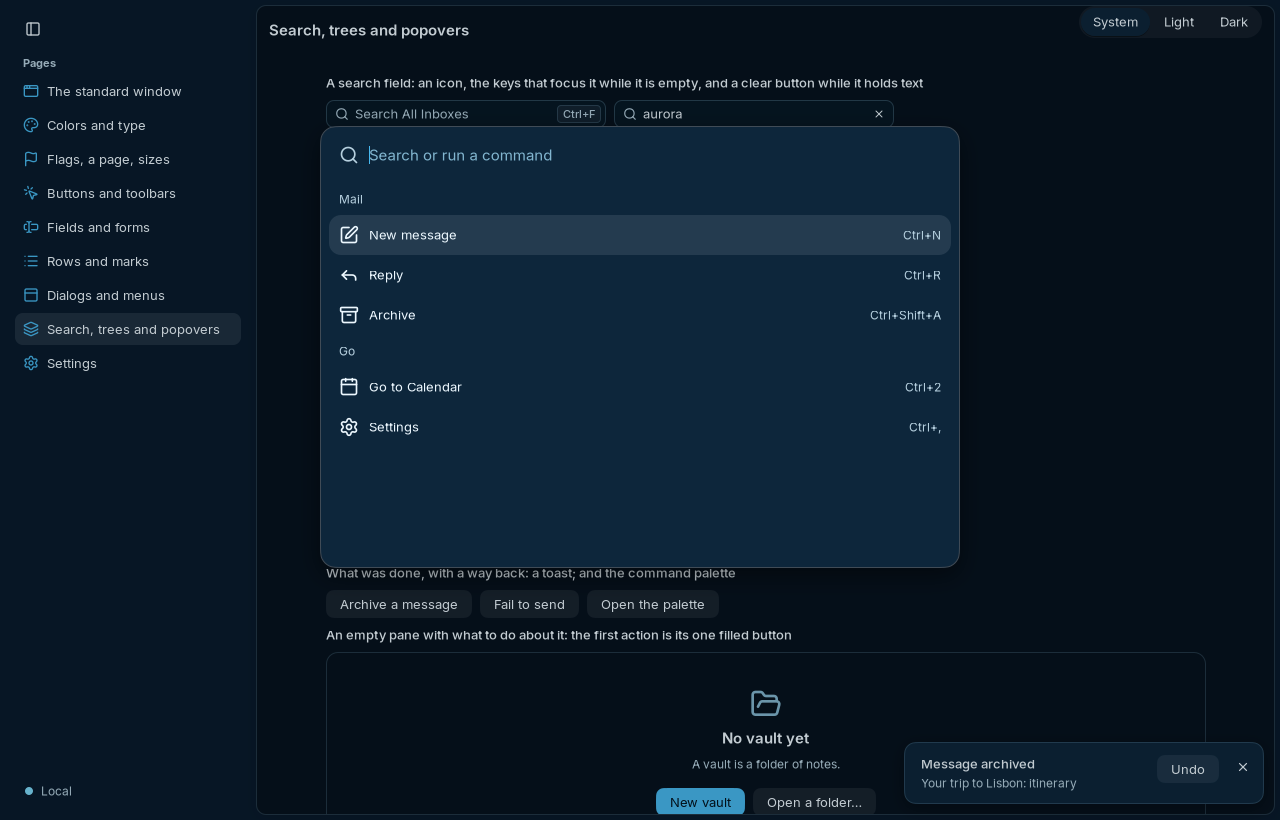 Pages
The standard window
Colors and type
Flags, a page, sizes
Buttons and toolbars
Fields and forms
Rows and marks
Dialogs and menus
Search, trees and popovers
Settings
Local
Search, trees and popovers
System Light Dark
A search field: an icon, the keys that focus it while it is empty, and a clear button while it holds text
Search All Inboxes Ctrl+F aurora
Search or run a command
Mail
New message Ctrl+N
Reply Ctrl+R
Archive Ctrl+Shift+A
Go
Go to Calendar Ctrl+2
Settings Ctrl+,
What was done, with a way back: a toast; and the command palette
Archive a message Fail to send Open the palette
An empty pane with what to do about it: the first action is its one filled button
No vault yet
A vault is a folder of notes.
New vault Open a folder...
Message archived
Your trip to Lisbon: itinerary
Undo